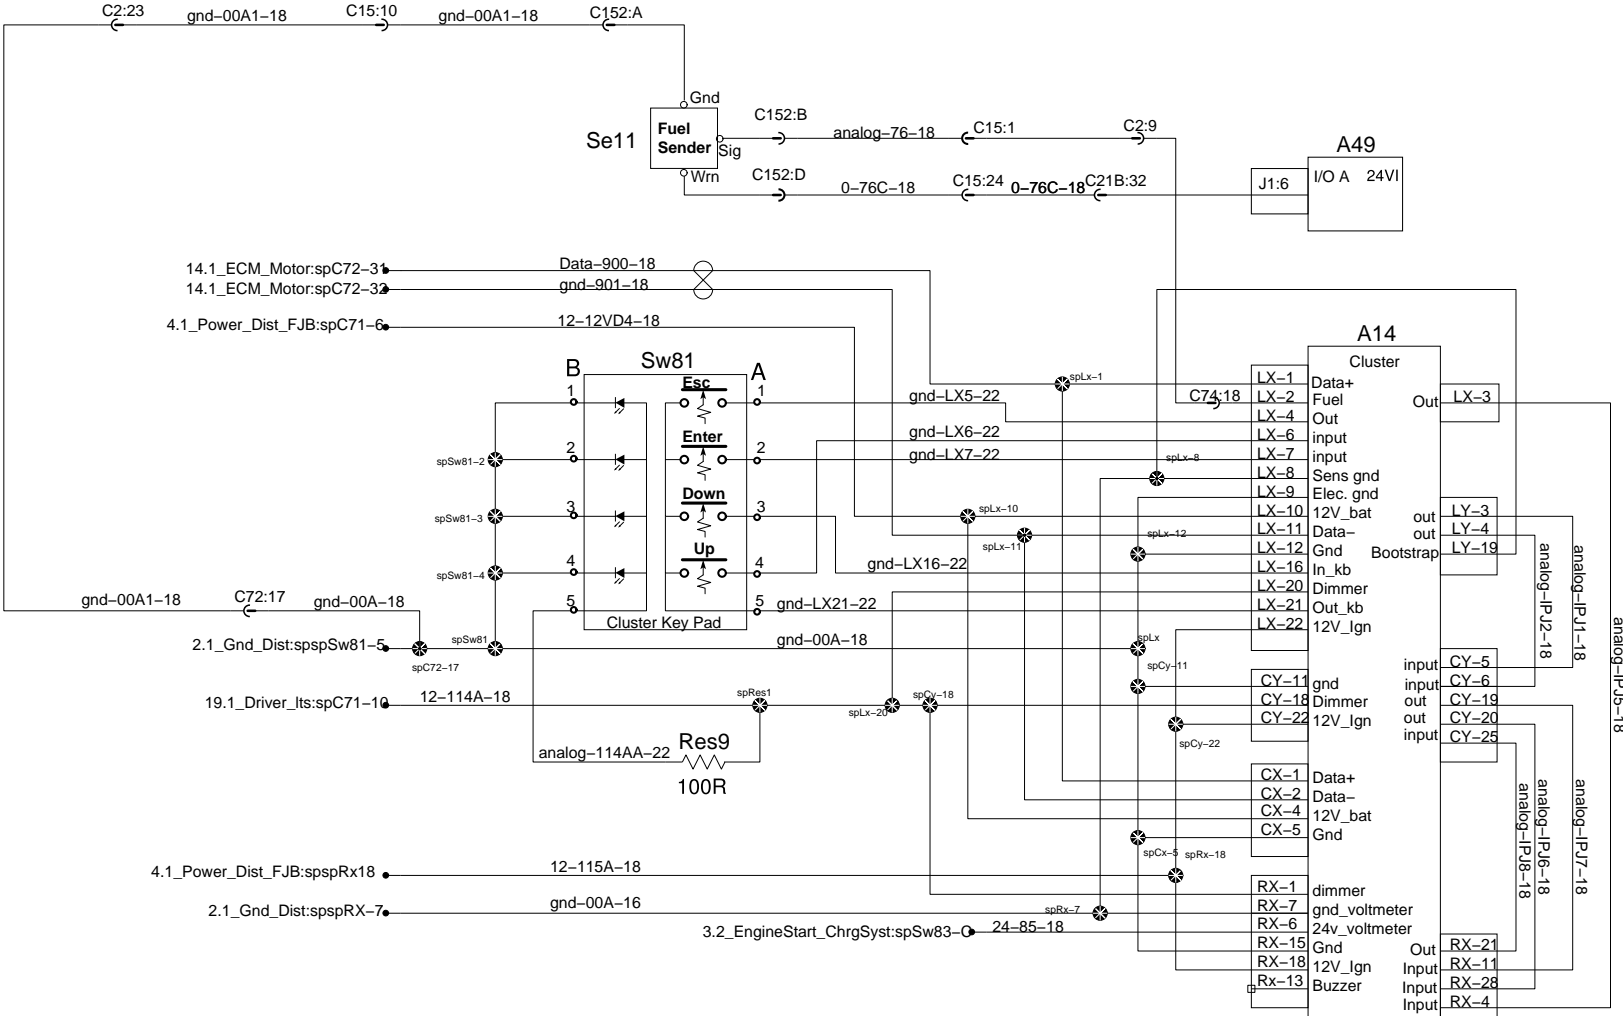 C2:23
gnd-00A1-18
C15:10
gnd-00A1-18
C152:A
Gnd
Se11
Fuel
Sender
Sig
Wrn
C152:B
analog-76-18
C15:1
C2:9
C152:D
0-76C-18
C15:24
0-76C-18
C21B:32
A49
J1:6
I/O A
24VI
14.1_ECM_Motor:spC72-31
Data-900-18
14.1_ECM_Motor:spC72-32
gnd-901-18
4.1_Power_Dist_FJB:spC71-6
12-12VD4-18
B
Sw81
A
1
Esc
1
2
Enter
2
3
Down
3
4
Up
4
5
5
Cluster Key Pad
spSw81-2
spSw81-3
spSw81-4
spSw81
gnd-LX5-22
gnd-LX6-22
gnd-LX7-22
gnd-LX16-22
gnd-LX21-22
gnd-00A-18
gnd-00A1-18
C72:17
gnd-00A-18
2.1_Gnd_Dist:spspSw81-5
spC72-17
19.1_Driver_lts:spC71-10
12-114A-18
spRes1
spLx-20
spCy-18
analog-114AA-22
Res9
100R
4.1_Power_Dist_FJB:spspRx18
12-115A-18
2.1_Gnd_Dist:spspRX-7
gnd-00A-16
spRx-7
3.2_EngineStart_ChrgSyst:spSw83-C
24-85-18
spLx-1
C74:18
spLx-8
spLx-10
spLx-11
spLx-12
spLx
spCy-11
spCy-22
spCx-5
spRx-18
A14
Cluster
LX-1 Data+
LX-2 Fuel
LX-4 Out
LX-6 input
LX-7 input
LX-8 Sens gnd
LX-9 Elec. gnd
LX-10 12V_bat
LX-11 Data-
LX-12 Gnd
LX-16 In_kb
LX-20 Dimmer
LX-21 Out_kb
LX-22 12V_Ign
CY-11 gnd
CY-18 Dimmer
CY-22 12V_Ign
CX-1 Data+
CX-2 Data-
CX-4 12V_bat
CX-5 Gnd
RX-1 dimmer
RX-7 gnd_voltmeter
RX-6 24v_voltmeter
RX-15 Gnd
RX-18 12V_Ign
Rx-13 Buzzer
Out LX-3
out LY-3
out LY-4
Bootstrap LY-19
input CY-5
input CY-6
out CY-19
out CY-20
input CY-25
Out RX-21
Input RX-11
Input RX-28
Input RX-4
analog-IPJ2-18
analog-IPJ1-18
analog-IPJ5-18
analog-IPJ8-18
analog-IPJ6-18
analog-IPJ7-18